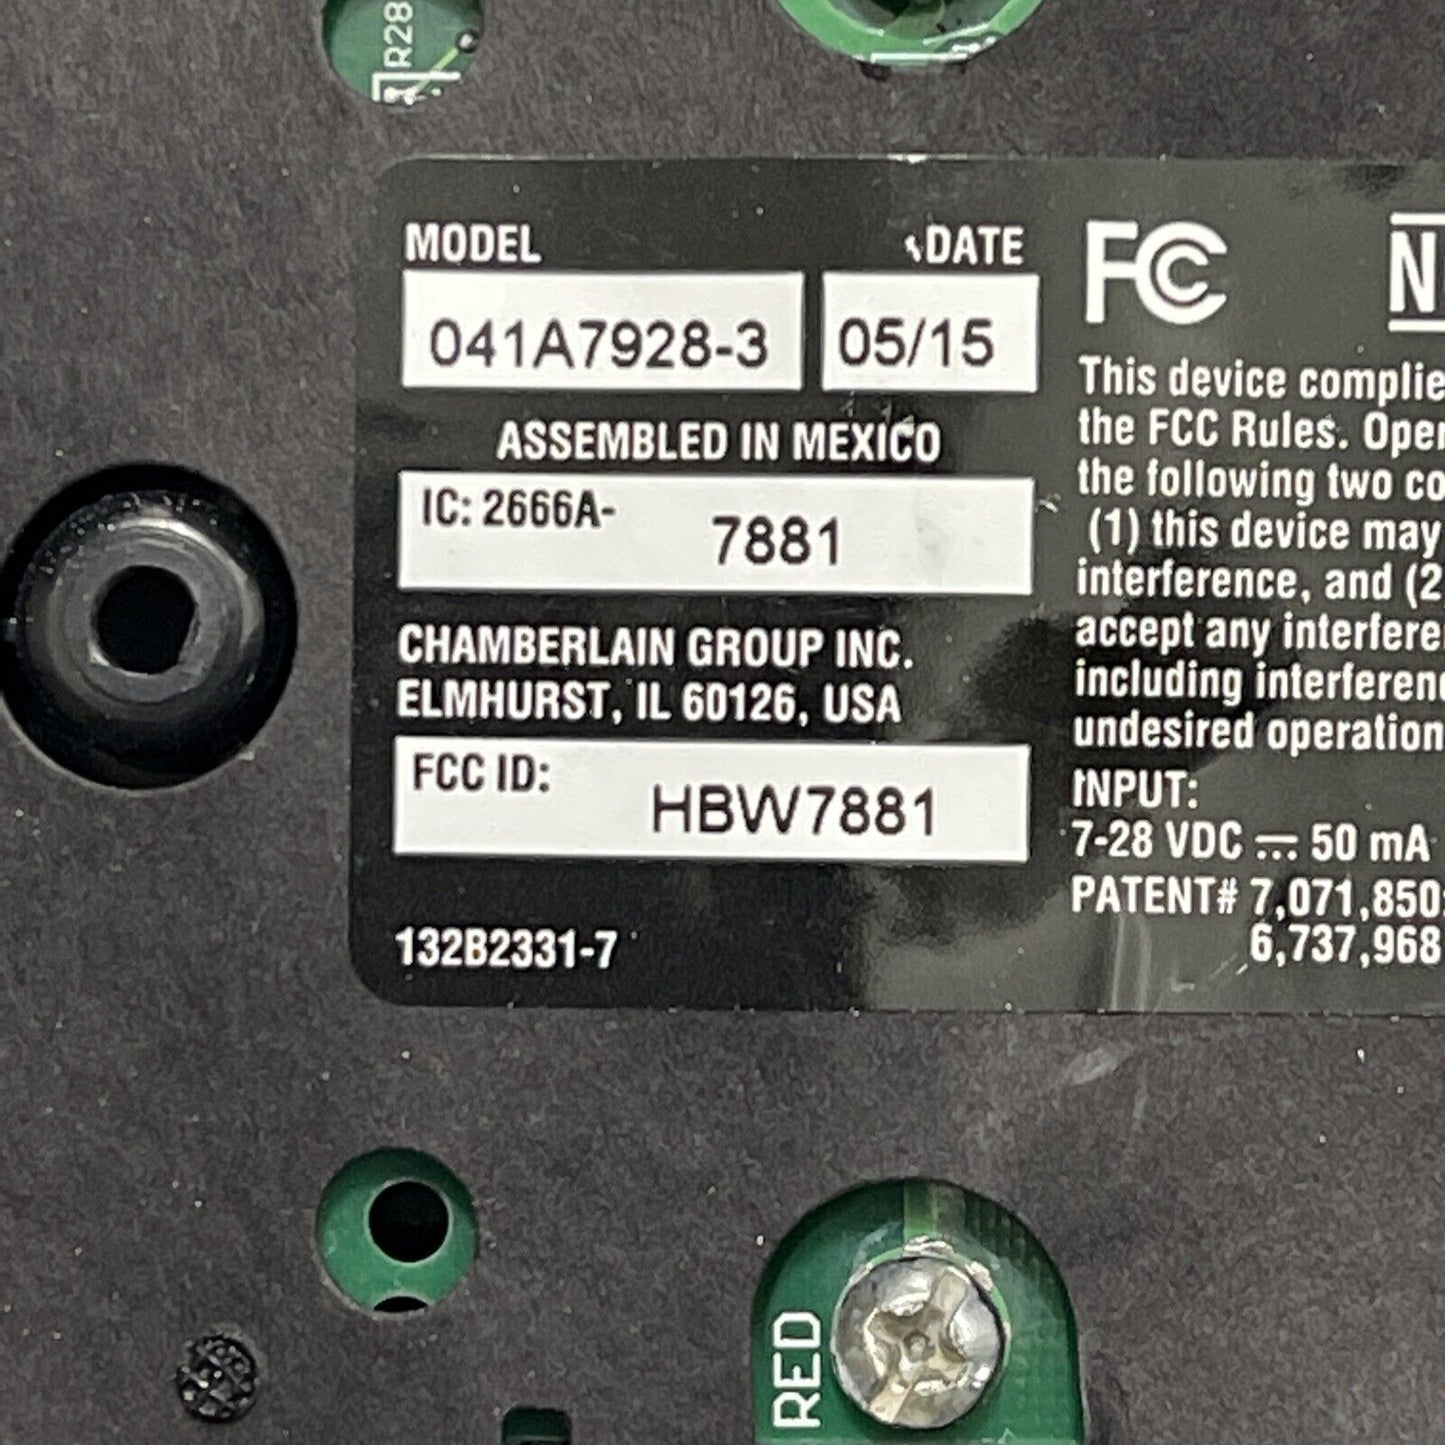 R28
MODEL
DATE
041A7928-3
05/15
ASSEMBLED IN MEXICO
IC: 2666A- 7881
CHAMBERLAIN GROUP INC.
ELMHURST, IL 60126, USA
FCC ID: HBW7881
132B2331-7
FC
N
This device complie
the FCC Rules. Oper
the following two co
(1) this device may
interference, and (2
accept any interfere
including interferen
undesired operation
INPUT:
7-28 VDC ⎓ 50 mA
PATENT# 7,071,850
6,737,968
RED